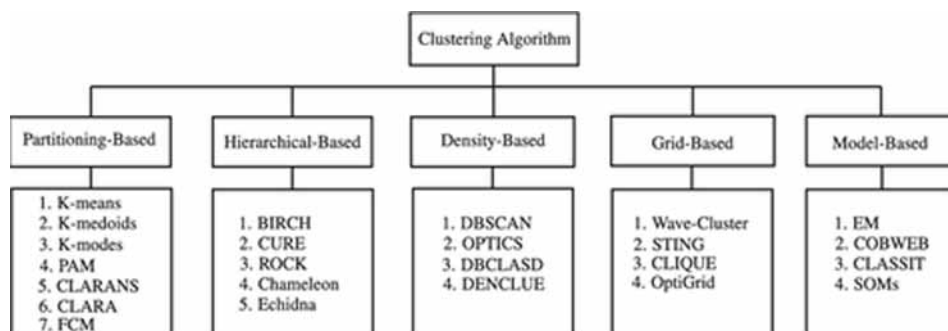 Clustering Algorithm
Partitioning-Based
Hierarchical-Based
Density-Based
Grid-Based
Model-Based
1. K-means
2. K-medoids
3. K-modes
4. PAM
5. CLARANS
6. CLARA
7. FCM
1. BIRCH
2. CURE
3. ROCK
4. Chameleon
5. Echidna
1. DBSCAN
2. OPTICS
3. DBCLASD
4. DENCLUE
1. Wave-Cluster
2. STING
3. CLIQUE
4. OptiGrid
1. EM
2. COBWEB
3. CLASSIT
4. SOMs